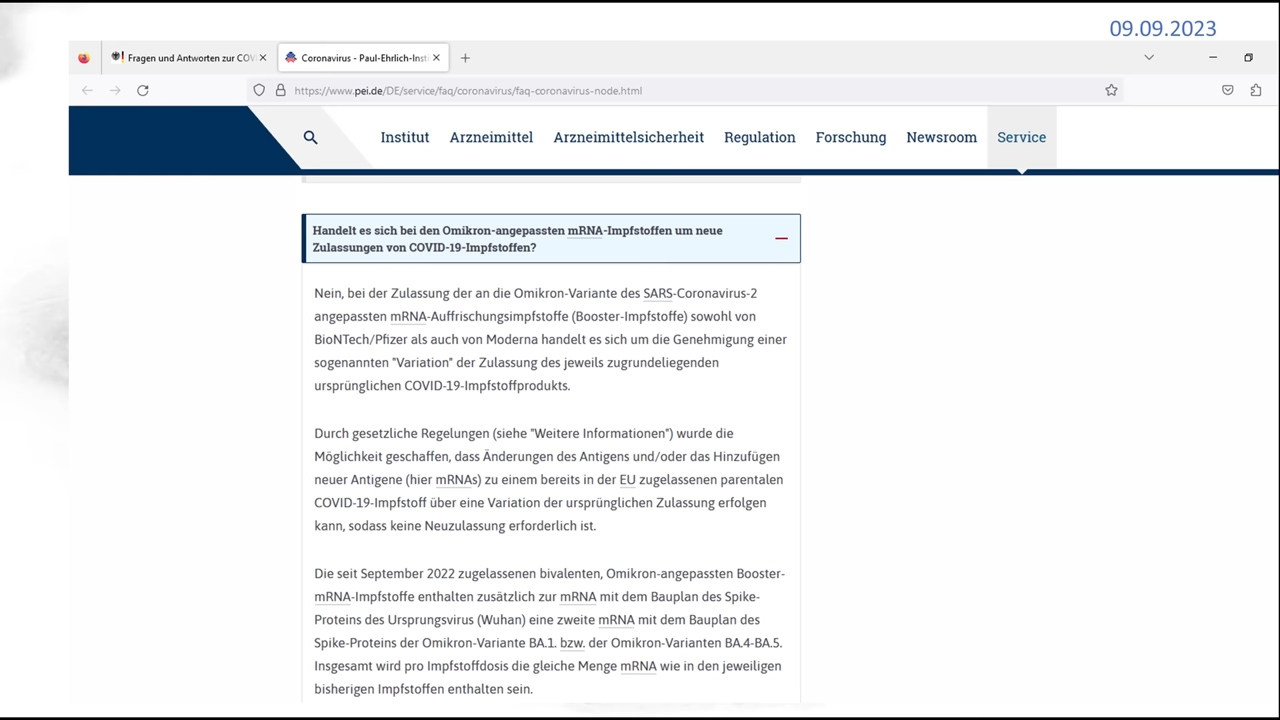 09.09.2023
Fragen und Antworten zur COV
Coronavirus - Paul-Ehrlich-Insti
https://www.pei.de/DE/service/faq/coronavirus/faq-coronavirus-node.html
Institut Arzneimittel Arzneimittelsicherheit Regulation Forschung Newsroom Service
Handelt es sich bei den Omikron-angepassten mRNA-Impfstoffen um neue
Zulassungen von COVID-19-Impfstoffen?
Nein, bei der Zulassung der an die Omikron-Variante des SARS-Coronavirus-2
angepassten mRNA-Auffrischungsimpfstoffe (Booster-Impfstoffe) sowohl von
BioNTech/Pfizer als auch von Moderna handelt es sich um die Genehmigung einer
sogenannten "Variation" der Zulassung des jeweils zugrundeliegenden
ursprünglichen COVID-19-Impfstoffprodukts.
Durch gesetzliche Regelungen (siehe "Weitere Informationen") wurde die
Möglichkeit geschaffen, dass Änderungen des Antigens und/oder das Hinzufügen
neuer Antigene (hier mRNAs) zu einem bereits in der EU zugelassenen parentalen
COVID-19-Impfstoff über eine Variation der ursprünglichen Zulassung erfolgen
kann, sodass keine Neuzulassung erforderlich ist.
Die seit September 2022 zugelassenen bivalenten, Omikron-angepassten Booster-
mRNA-Impfstoffe enthalten zusätzlich zur mRNA mit dem Bauplan des Spike-
Proteins des Ursprungsvirus (Wuhan) eine zweite mRNA mit dem Bauplan des
Spike-Proteins der Omikron-Variante BA.1. bzw. der Omikron-Varianten BA.4-BA.5.
Insgesamt wird pro Impfstoffdosis die gleiche Menge mRNA wie in den jeweiligen
bisherigen Impfstoffen enthalten sein.